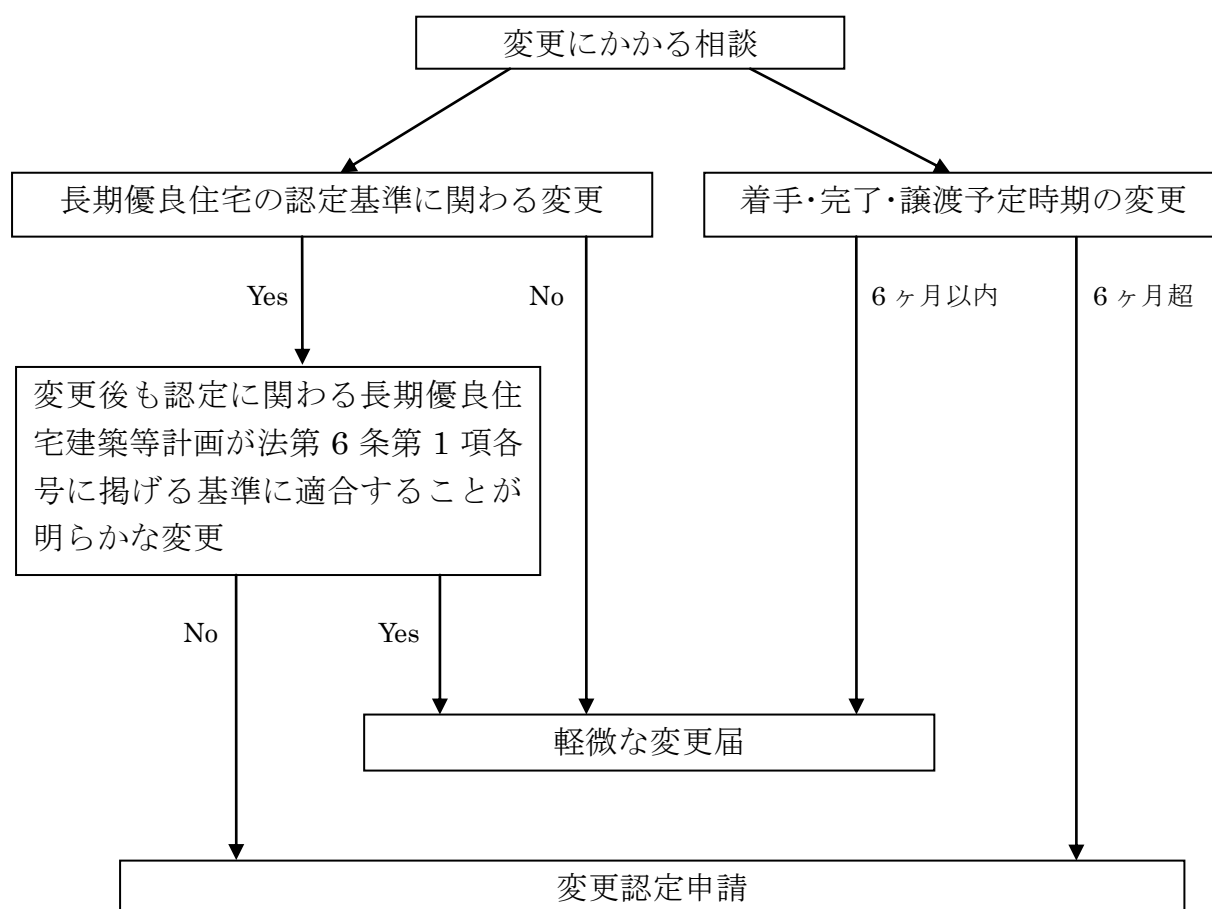 変更にかかる相談
長期優良住宅の認定基準に関わる変更
着手･完了･譲渡予定時期の変更
Yes
No
6 ヶ月以内
6 ヶ月超
変更後も認定に関わる長期優良住
宅建築等計画が法第 6 条第 1 項各
号に掲げる基準に適合することが
明らかな変更
No
Yes
軽微な変更届
変更認定申請